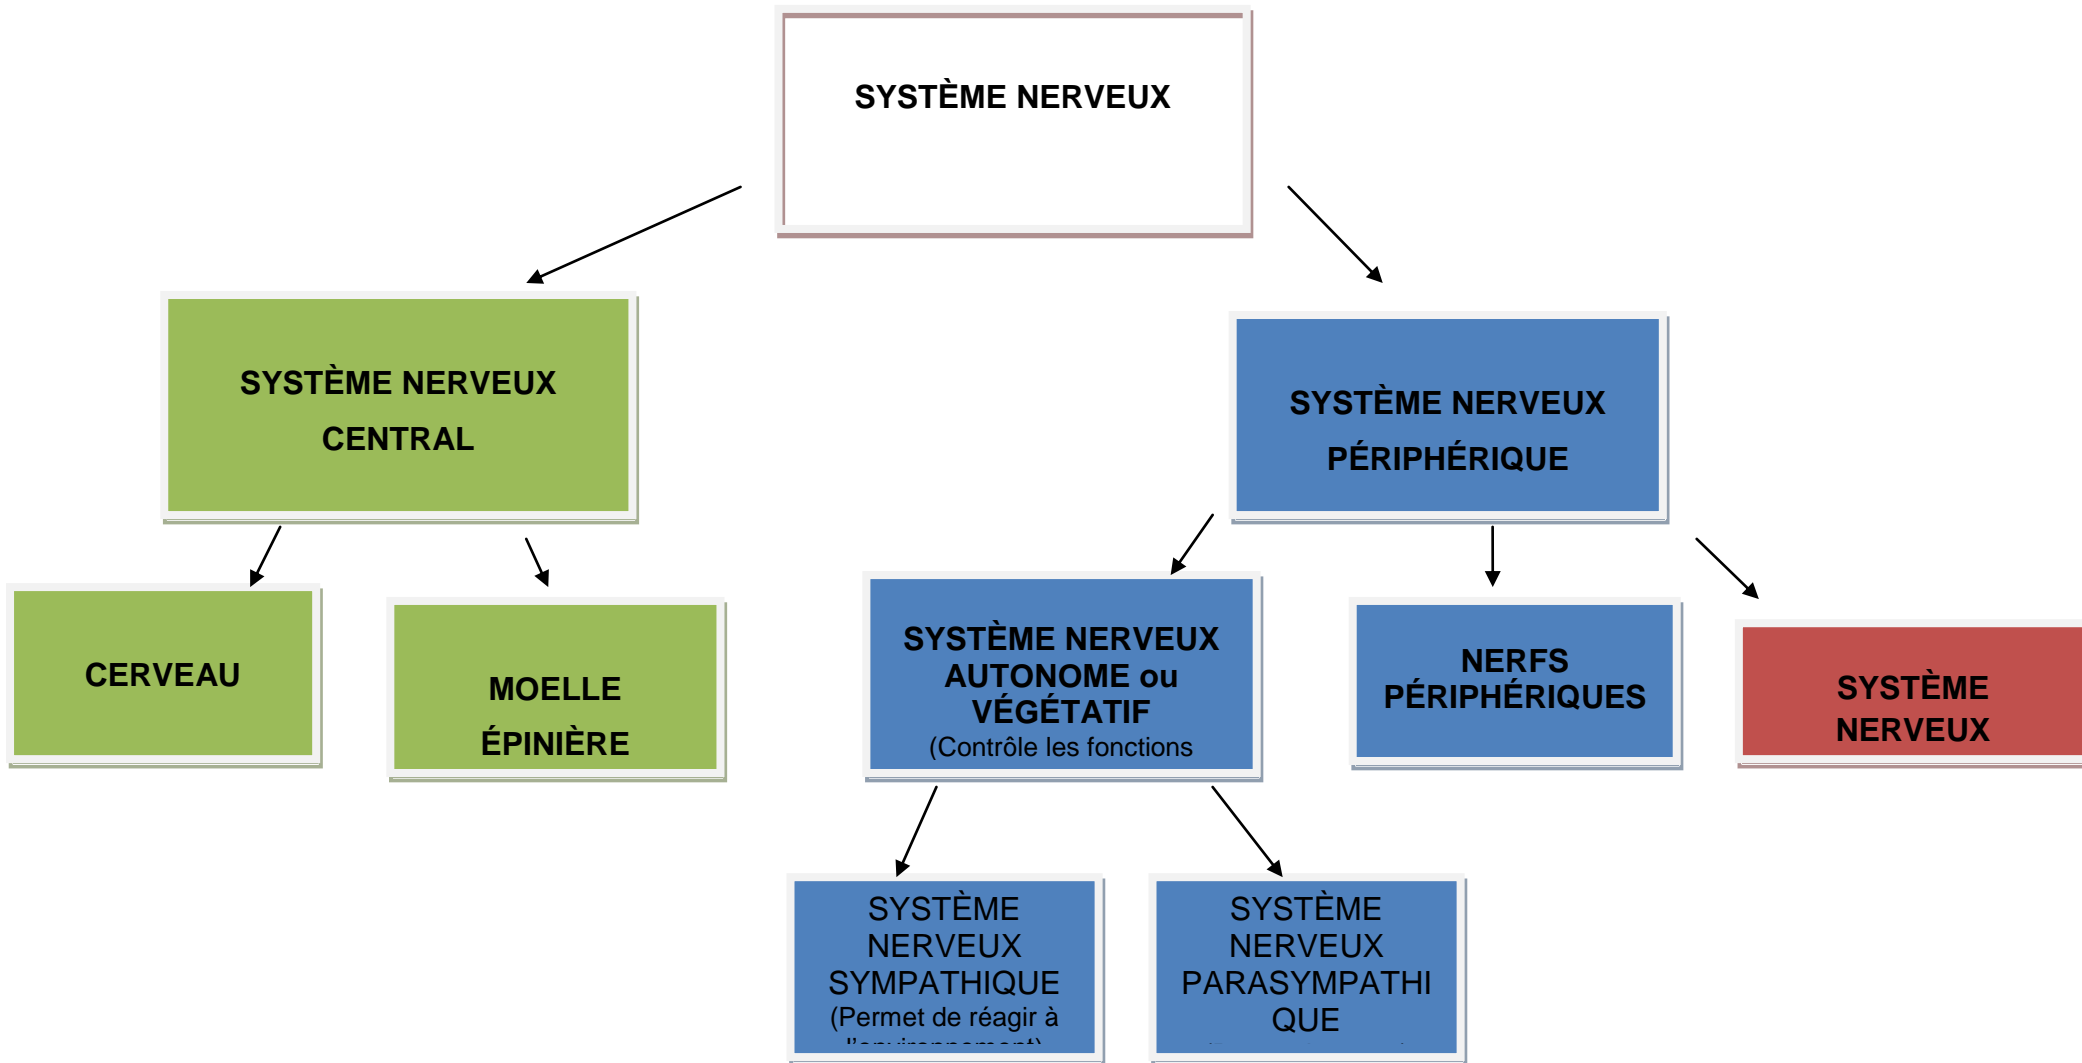 SYSTÈME NERVEUX
SYSTÈME NERVEUX
CENTRAL
SYSTÈME NERVEUX
PÉRIPHÉRIQUE
CERVEAU
MOELLE
ÉPINIÈRE
SYSTÈME NERVEUX
AUTONOME ou
VÉGÉTATIF
(Contrôle les fonctions
NERFS
PÉRIPHÉRIQUES
SYSTÈME
NERVEUX
SYSTÈME
NERVEUX
SYMPATHIQUE
(Permet de réagir à
l'environnement)
SYSTÈME
NERVEUX
PARASYMPATHI
QUE